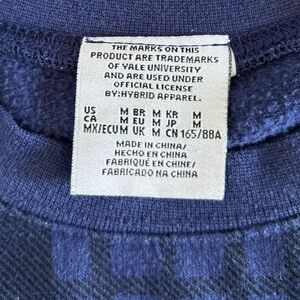 THE MARKS ON THIS
PRODUCT ARE TRADEMARKS
OF YALE UNIVERSITY
AND ARE USED UNDER
OFFICIAL LICENSE
BY:HYBRID APPAREL.
US M BR M KR M
CA M EU M JP M
MX/ECU M UK M CN 165/88A
MADE IN CHINA/
HECHO EN CHINA
FABRIQUÉ EN CHINE/
FABRICADO NA CHINA